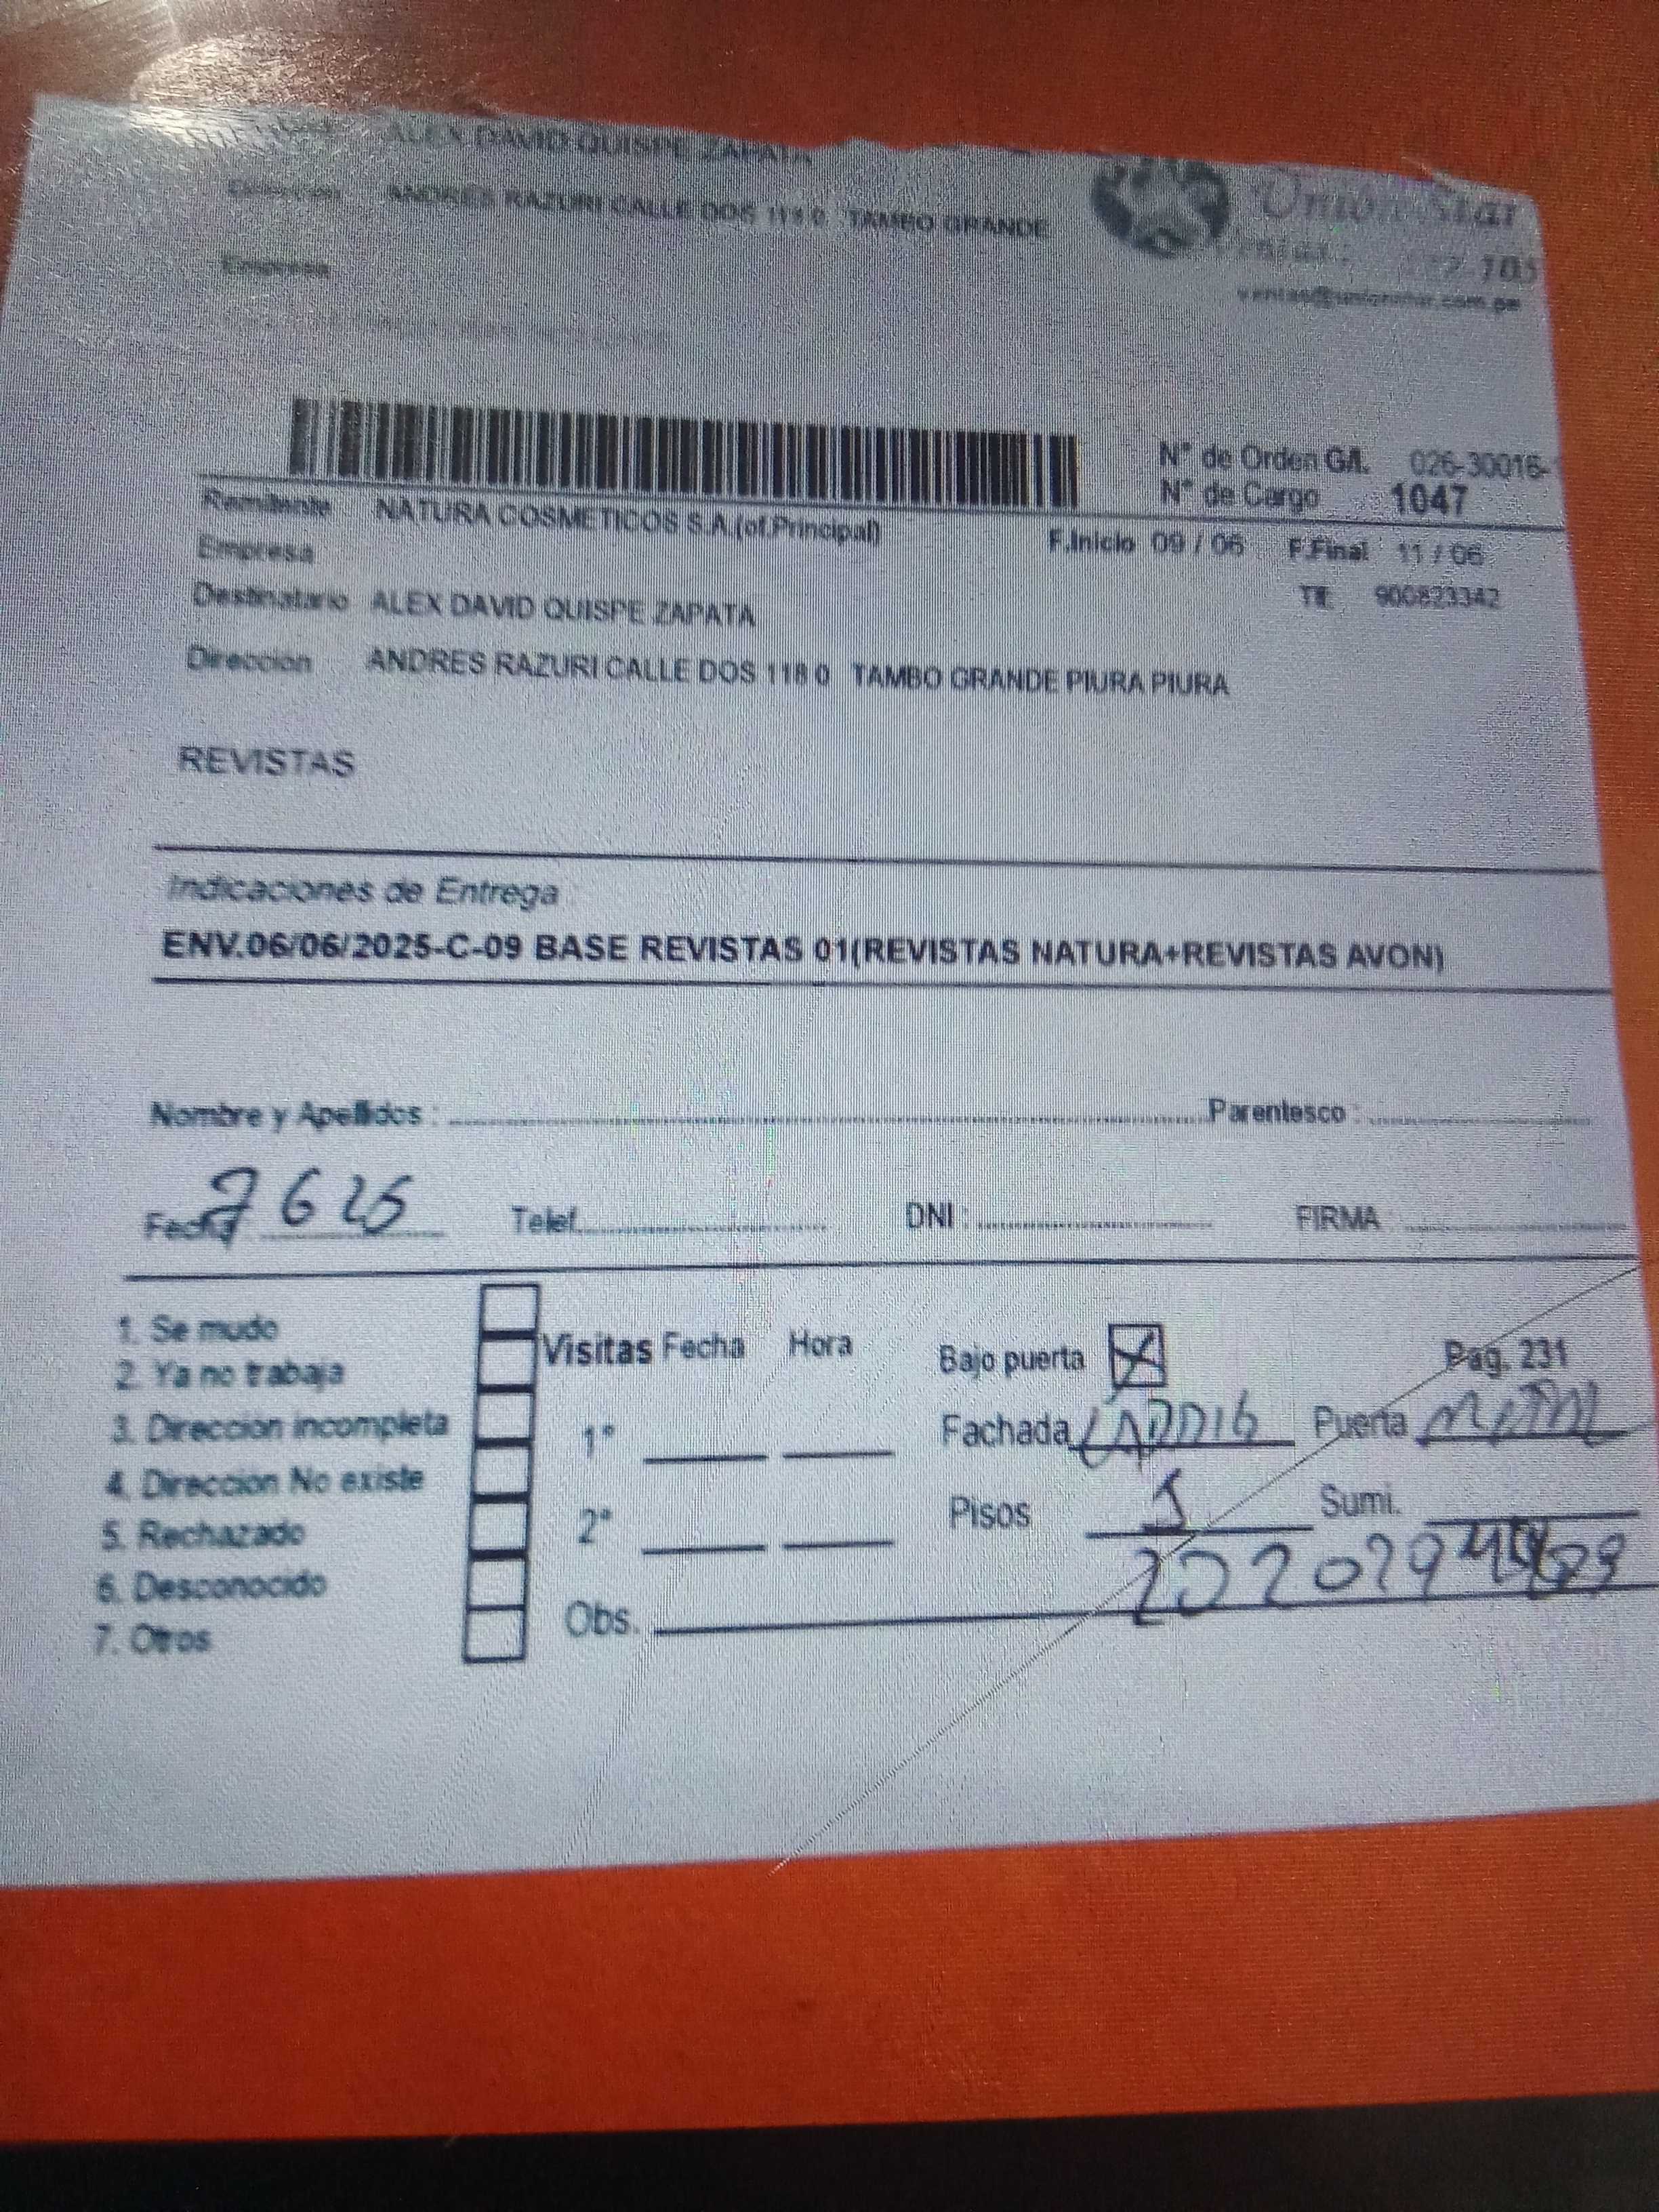 ALEX DAVID QUISPE ZAPATA
Direccion ANDRES RAZURI CALLE DOS 118 0 TAMBO GRANDE
Empresa
Union Star
ventas@unionstar.com.pe
N° de Orden G/I. 026-30016-
N° de Cargo 1047
Remitente NATURA COSMETICOS S.A.(of.Principal)
F.Inicio 09 / 06 F.Final 11 / 06
Empresa
Destinatario ALEX DAVID QUISPE ZAPATA
Tlf. 900823342
Direccion ANDRES RAZURI CALLE DOS 118 0 TAMBO GRANDE PIURA PIURA
REVISTAS
Indicaciones de Entrega
ENV.06/06/2025-C-09 BASE REVISTAS 01(REVISTAS NATURA+REVISTAS AVON)
Nombre y Apellidos : Parentesco :
Fecha 7 6 25 Telef. DNI : FIRMA
1. Se mudo
2. Ya no trabaja
3. Direccion incompleta
4. Direccion No existe
5. Rechazado
6. Desconocido
7. Otros
Visitas Fecha Hora
1°
2°
Obs.
Bajo puerta X Pag. 231
Fachada Puerta
Pisos 1 Sumi.